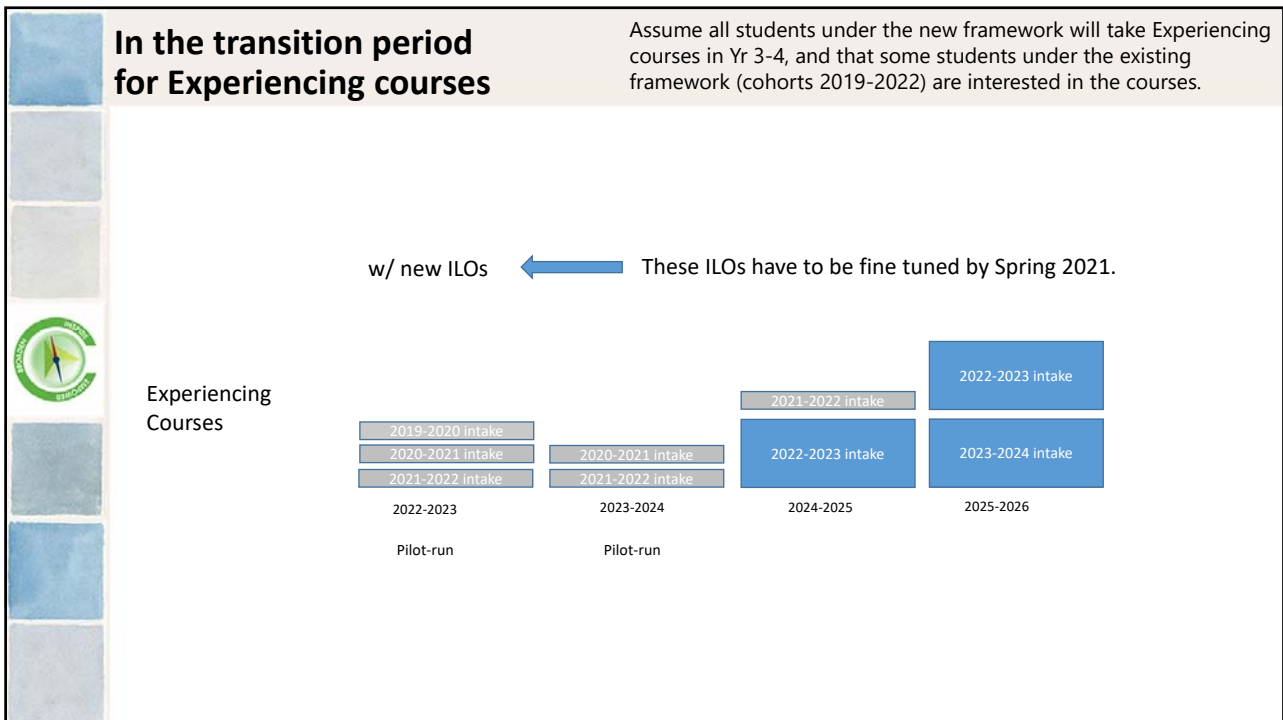 In the transition period
for Experiencing courses
Assume all students under the new framework will take Experiencing
courses in Yr 3-4, and that some students under the existing
framework (cohorts 2019-2022) are interested in the courses.
w/ new ILOs
These ILOs have to be fine tuned by Spring 2021.
BROADEN INSPIRE EMPOWER
Experiencing
Courses
2019-2020 intake
2020-2021 intake
2021-2022 intake
2022-2023
Pilot-run
2020-2021 intake
2021-2022 intake
2023-2024
Pilot-run
2021-2022 intake
2022-2023 intake
2024-2025
2022-2023 intake
2023-2024 intake
2025-2026